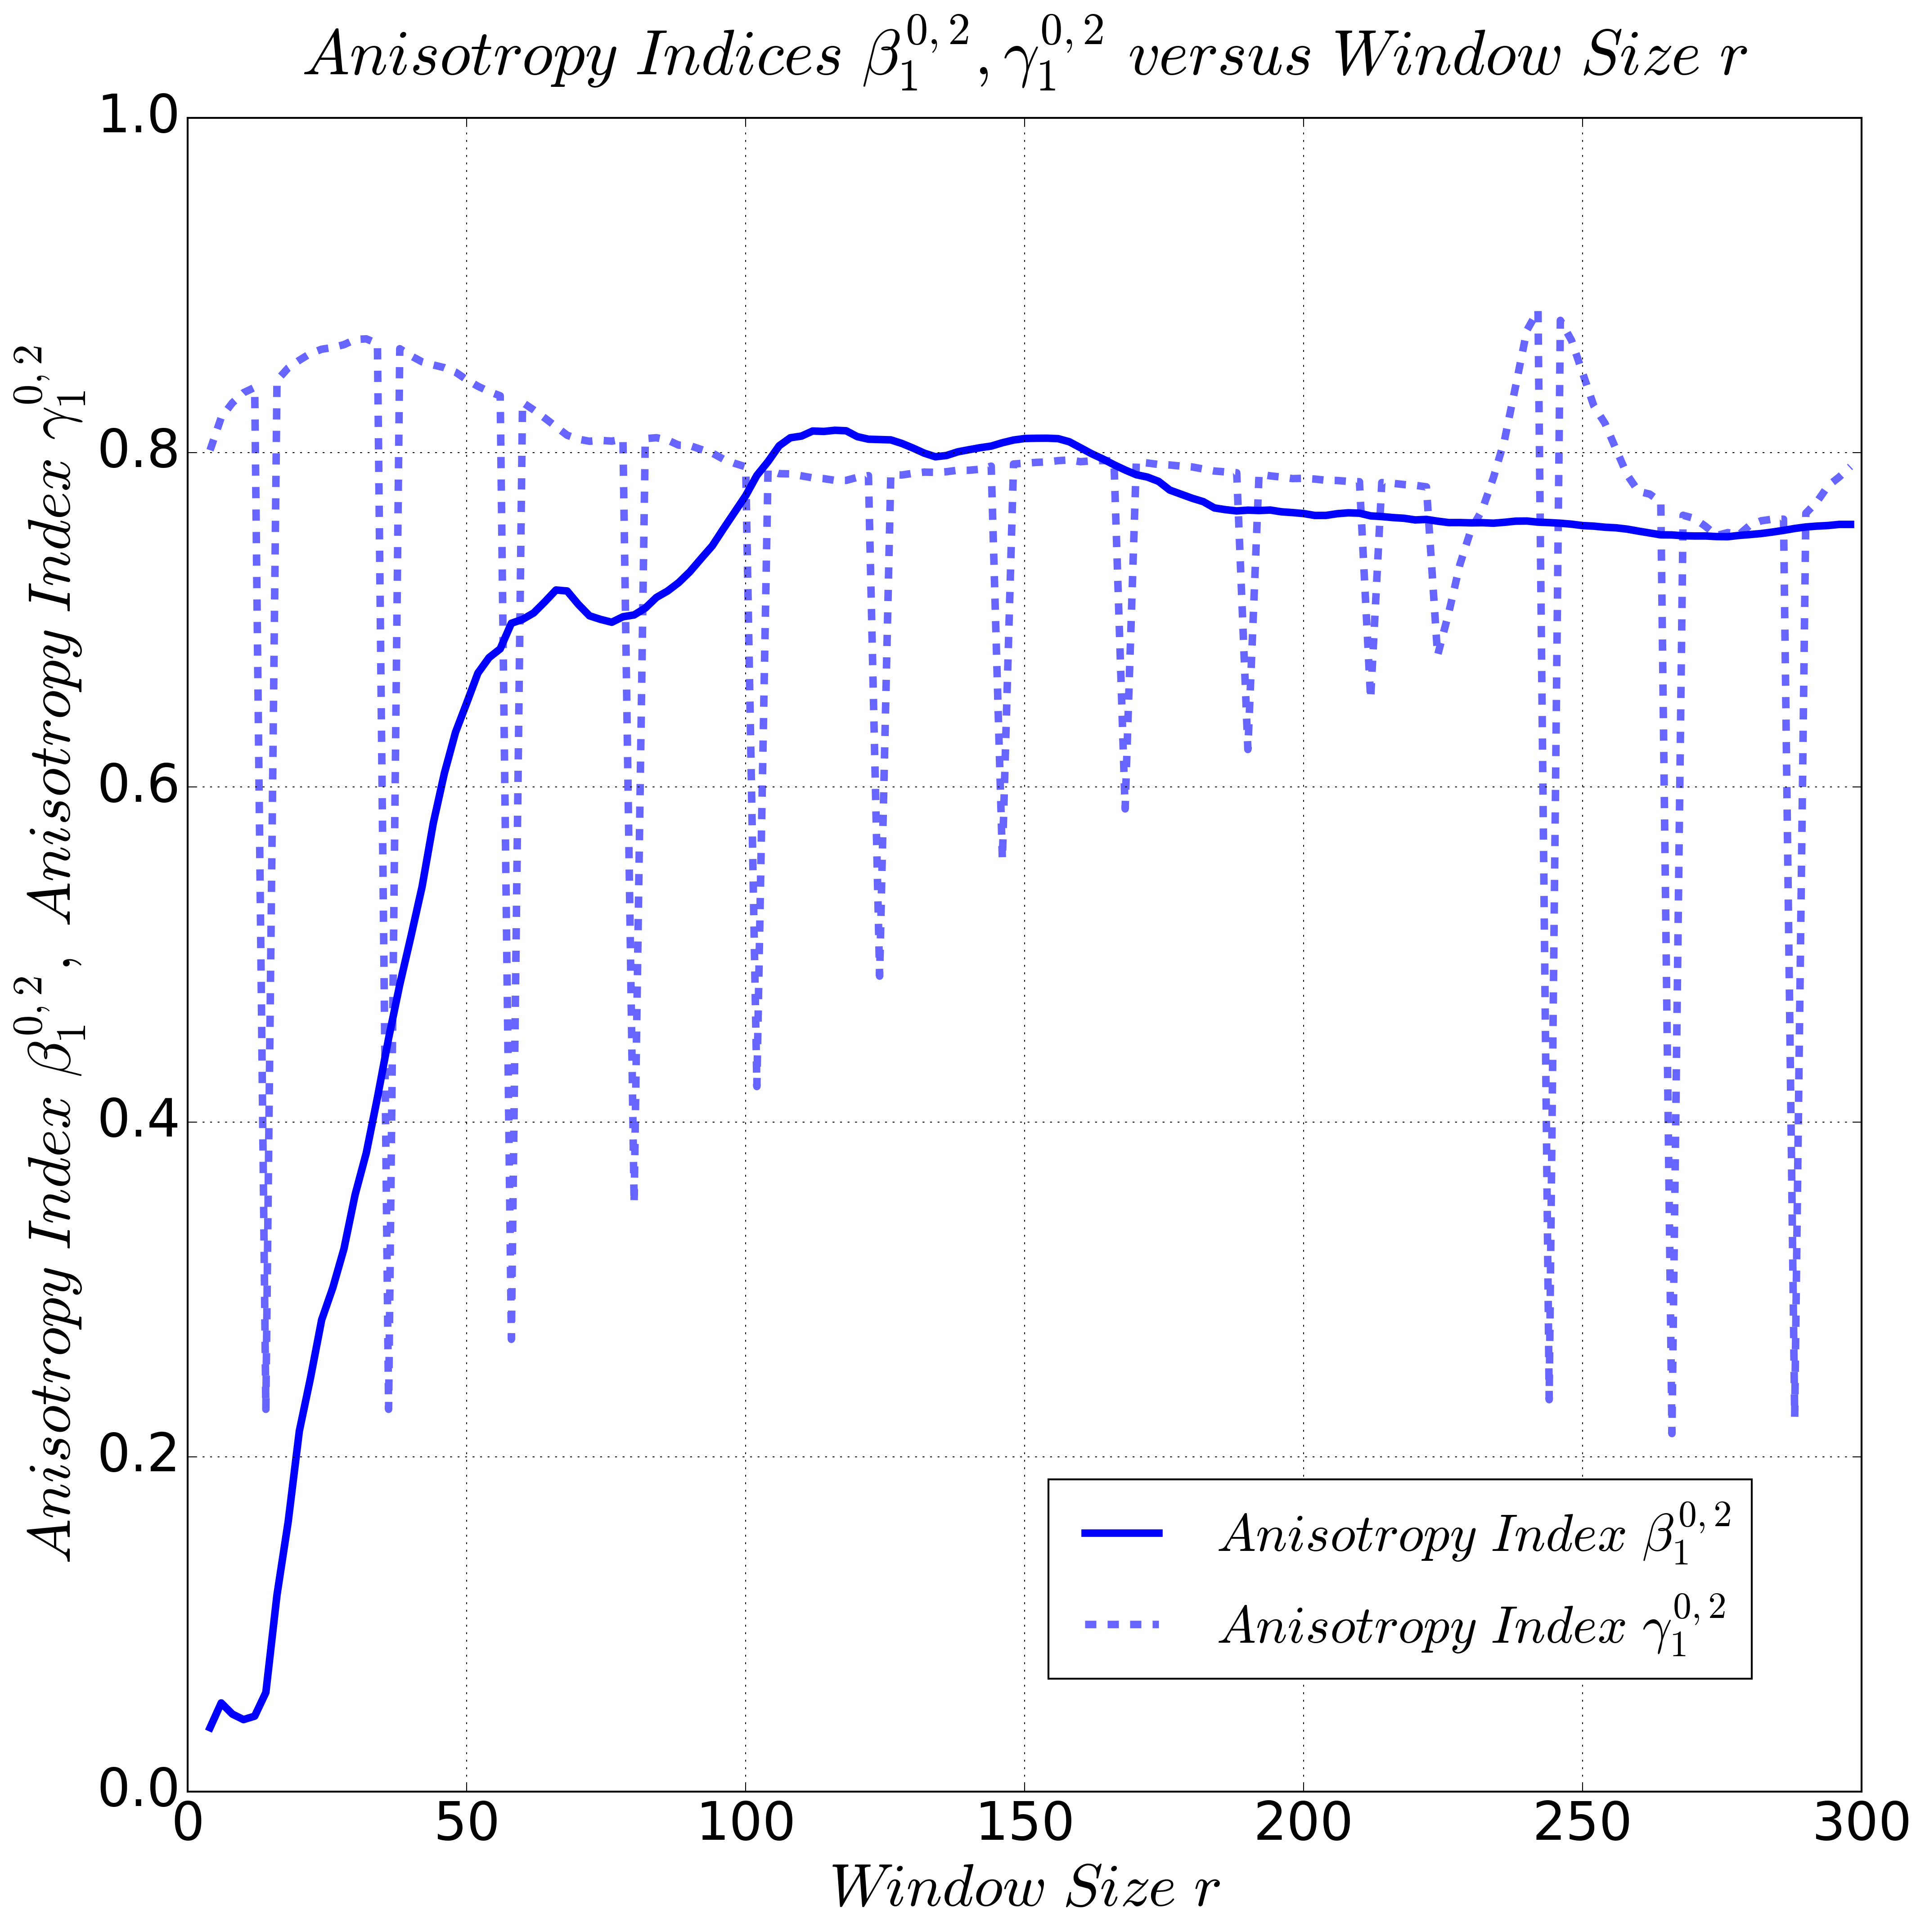 Anisotropy Indices β₁^{0,2}, γ₁^{0,2} versus Window Size r
Anisotropy Index β₁^{0,2}, Anisotropy Index γ₁^{0,2}
1.0
0.8
0.6
0.4
0.2
0.0
0 50 100 150 200 250 300
Window Size r
Anisotropy Index β₁^{0,2}
Anisotropy Index γ₁^{0,2}